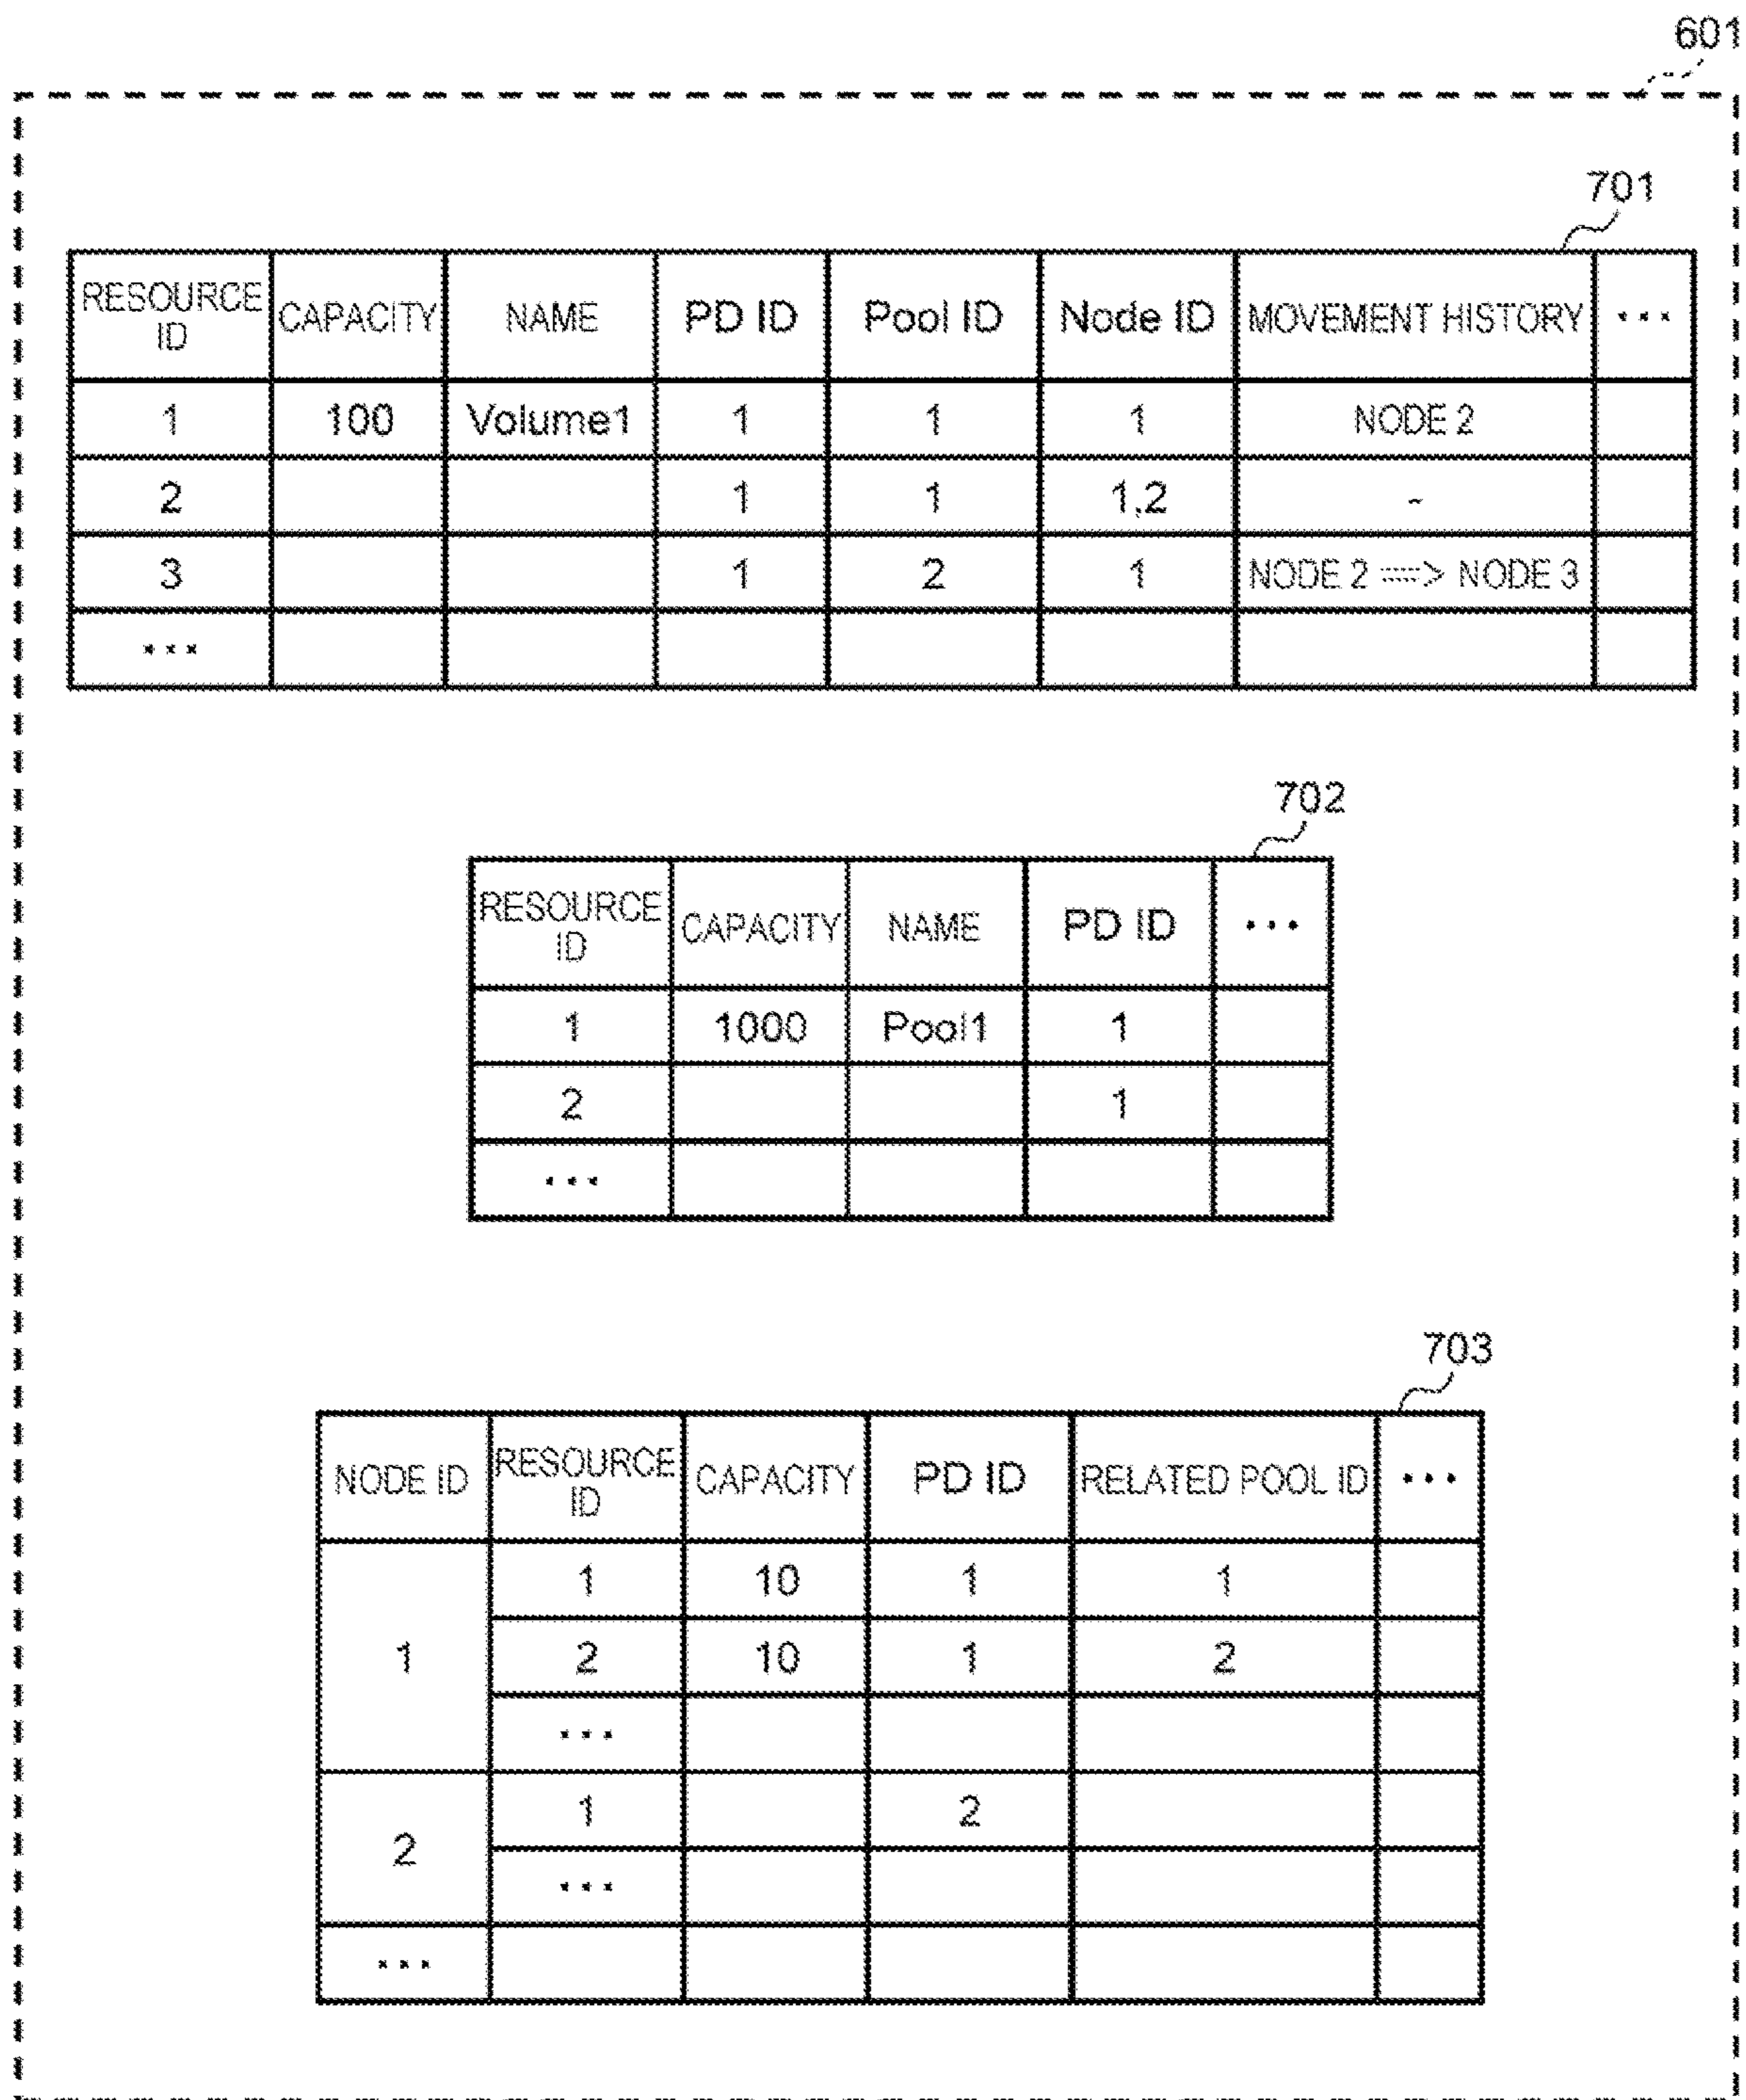 601
701
RESOURCE ID CAPACITY NAME PD ID Pool ID Node ID MOVEMENT HISTORY ...
1 100 Volume1 1 1 1 NODE 2
2 1 1 1,2 -
3 1 2 1 NODE 2 ==> NODE 3
...
702
RESOURCE ID CAPACITY NAME PD ID ...
1 1000 Pool1 1
2 1
...
703
NODE ID RESOURCE ID CAPACITY PD ID RELATED POOL ID ...
1 1 10 1 1
2 10 1 2
...
2 1 2
...
...